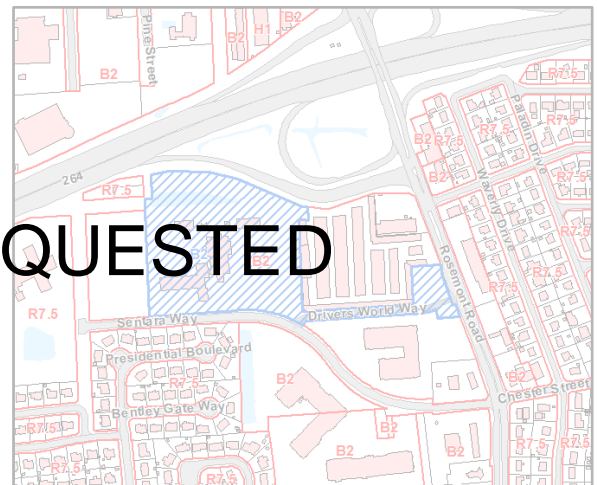 B2
H1
B2
Pine Street
B2
264
R7.5
B2
R7.5
R7.5
B2
Paladin Drive
R7.5
Waverly Drive
R7.5
R7.5
QUESTED
B2
B2
Rosemont Road
R7.5
R7.5
R7.5
Sentara Way
Drivers World Way
Presidential Boulevard
R7.5
B2
B2
Chester Street
Bentley Gate Way
R7.5
B2
R7.5
R7.5
B2
B2
R7.5
R7.5